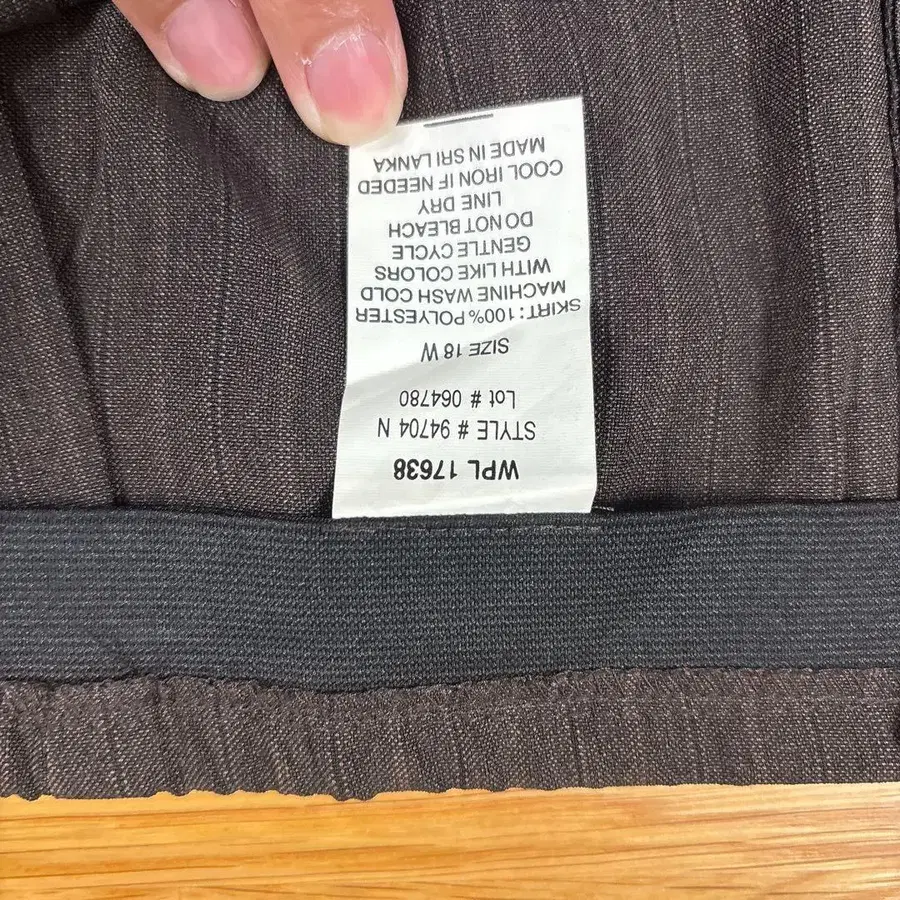 WPL 17638
STYLE # 94704 N
Lot # 064780
SIZE 18 W
SKIRT: 100% POLYESTER
MACHINE WASH COLD
WITH LIKE COLORS
GENTLE CYCLE
DO NOT BLEACH
LINE DRY
COOL IRON IF NEEDED
MADE IN SRI LANKA